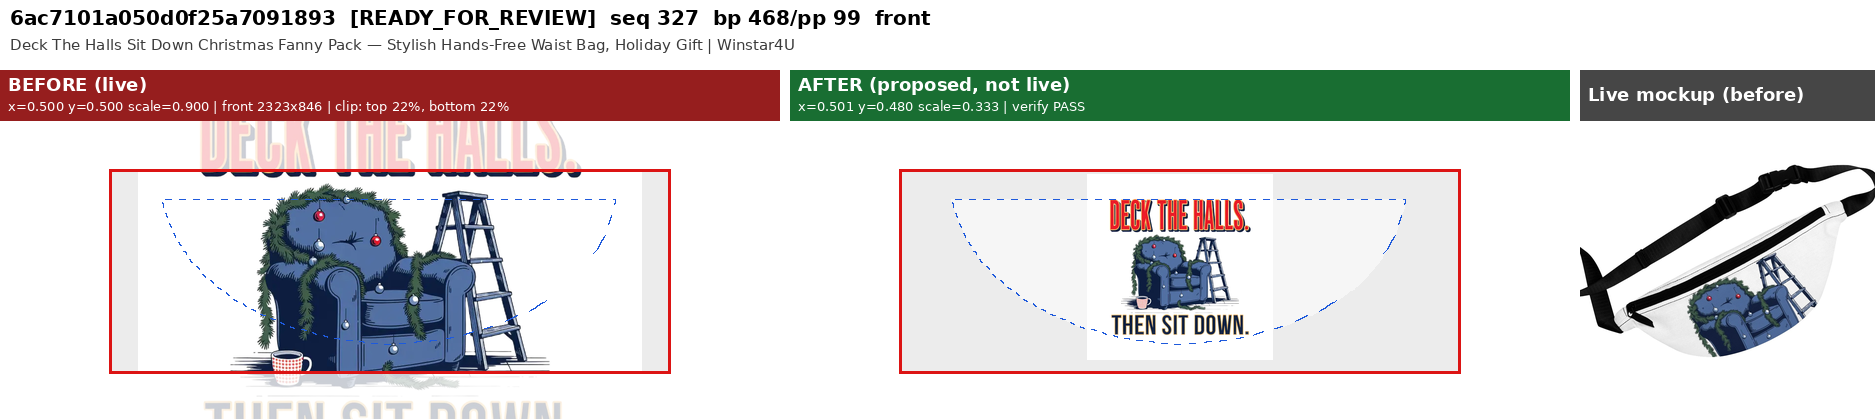 6ac7101a050d0f25a7091893 [READY_FOR_REVIEW] seq 327 bp 468/pp 99 front
Deck The Halls Sit Down Christmas Fanny Pack — Stylish Hands-Free Waist Bag, Holiday Gift | Winstar4U
BEFORE (live)
x=0.500 y=0.500 scale=0.900 | front 2323x846 | clip: top 22%, bottom 22%
AFTER (proposed, not live)
x=0.501 y=0.480 scale=0.333 | verify PASS
Live mockup (before)
DECK THE HALLS.
THEN SIT DOWN
DECK THE HALLS.
THEN SIT DOWN.